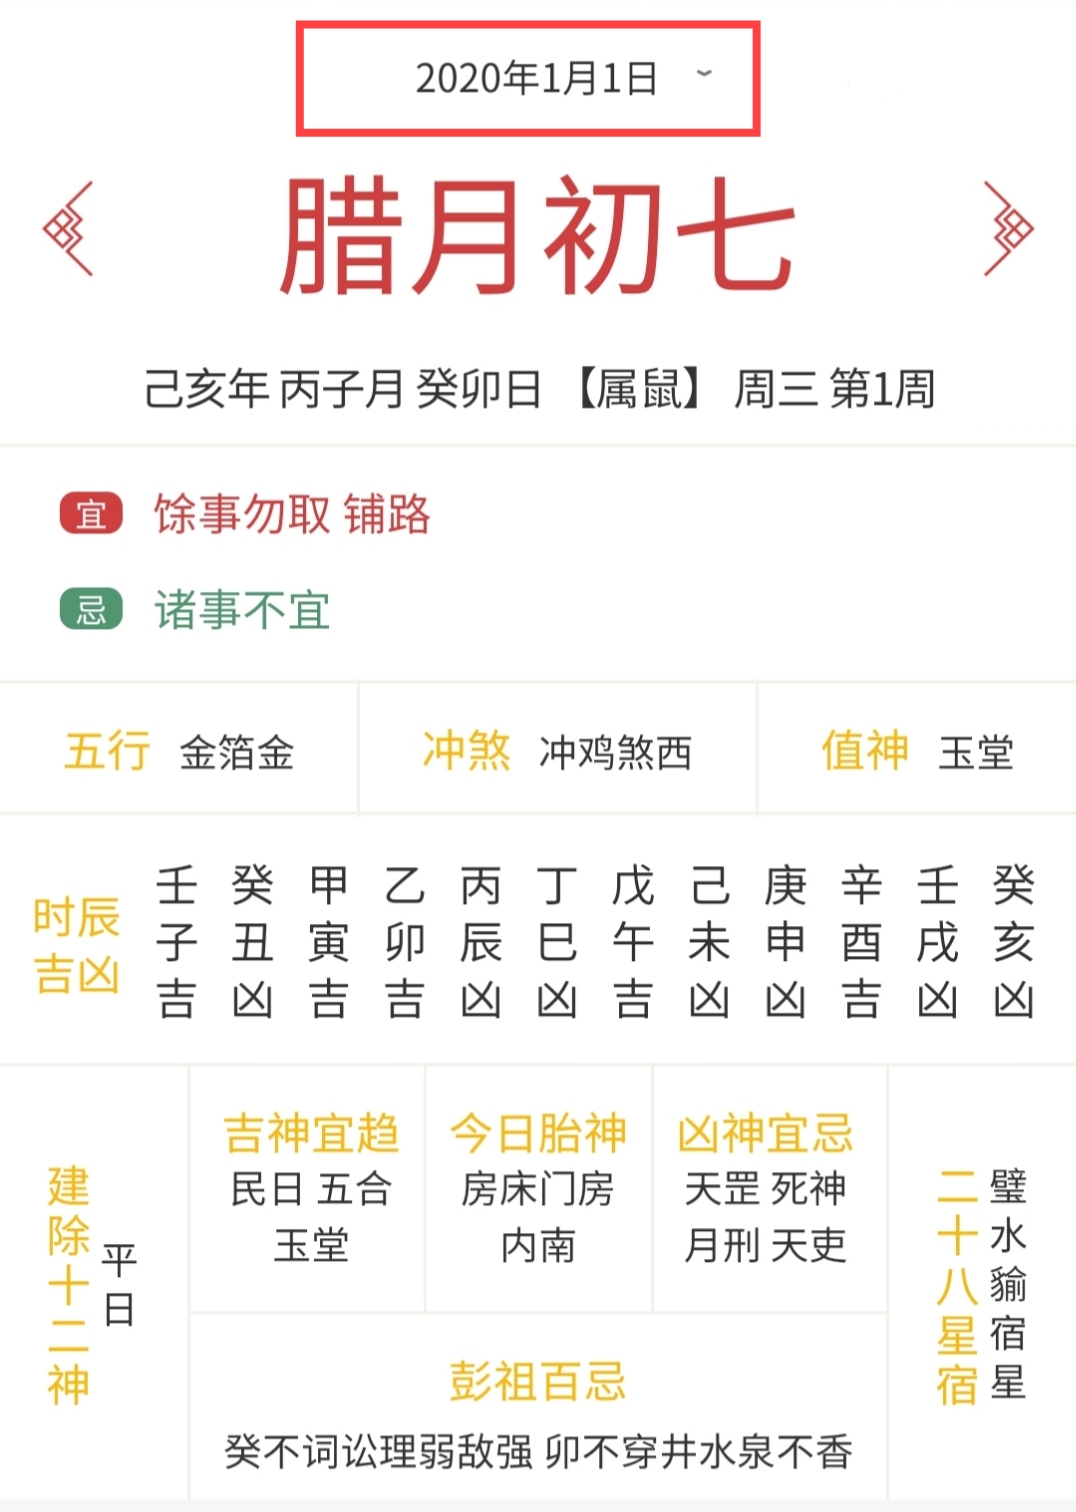 2020年1月1日
腊月初七
己亥年 丙子月 癸卯日 【属鼠】 周三 第1周
宜 馀事勿取 铺路
忌 诸事不宜
五行 金箔金
冲煞 冲鸡煞西
值神 玉堂
时辰吉凶
壬子吉
癸丑凶
甲寅吉
乙卯吉
丙辰凶
丁巳凶
戊午吉
己未凶
庚申凶
辛酉吉
壬戌凶
癸亥凶
建除十二神
平日
吉神宜趋
民日 五合
玉堂
今日胎神
房床门房
内南
凶神宜忌
天罡 死神
月刑 天吏
彭祖百忌
癸不词讼理弱敌强 卯不穿井水泉不香
二十八星宿
璧水貐宿星